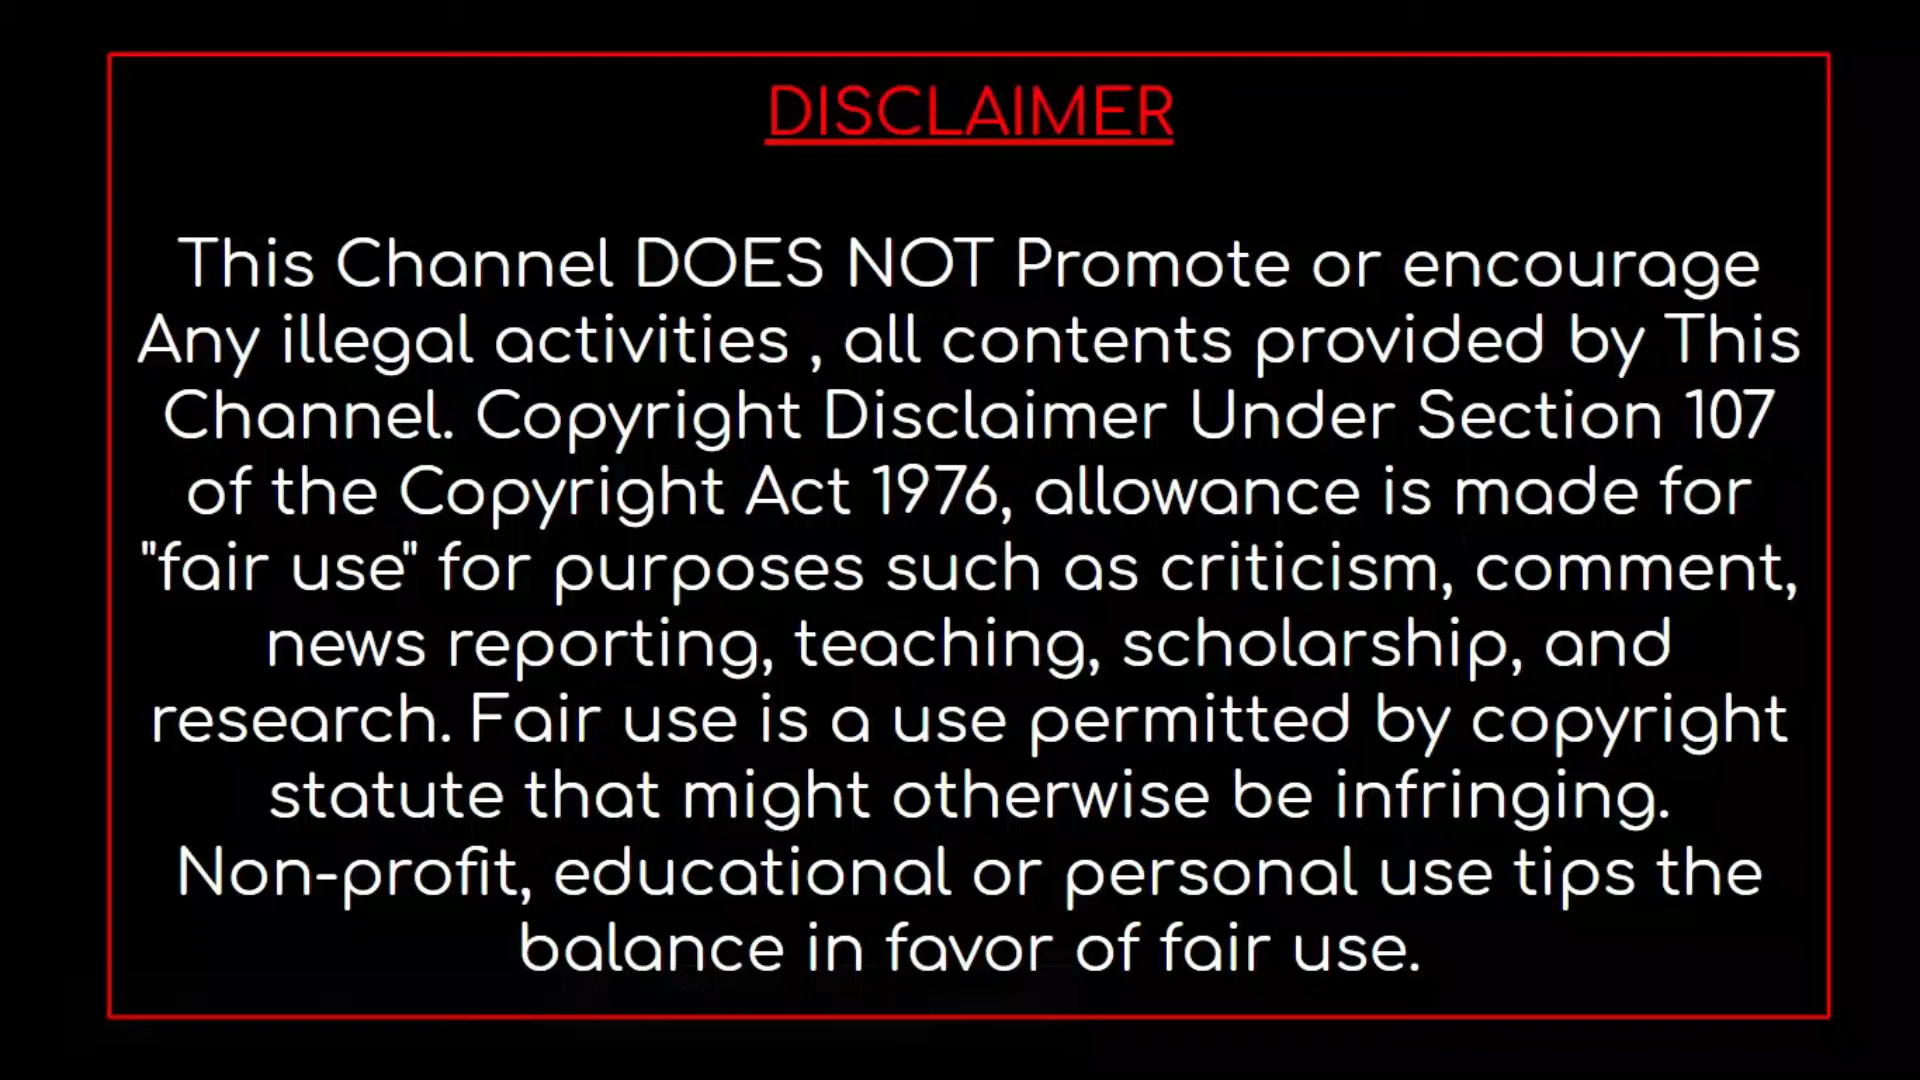 DISCLAIMER
This Channel DOES NOT Promote or encourage
Any illegal activities , all contents provided by This
Channel. Copyright Disclaimer Under Section 107
of the Copyright Act 1976, allowance is made for
"fair use" for purposes such as criticism, comment,
news reporting, teaching, scholarship, and
research. Fair use is a use permitted by copyright
statute that might otherwise be infringing.
Non-profit, educational or personal use tips the
balance in favor of fair use.